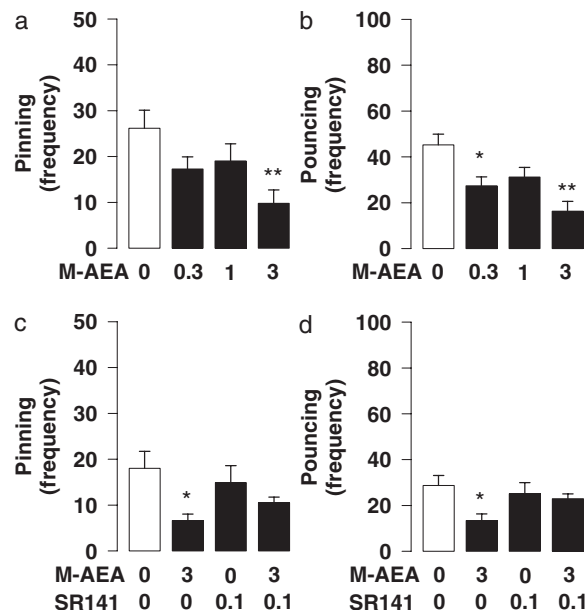 a
50
40
30
20
10
0
Pinning
(frequency)
**
M-AEA 0 0.3 1 3
b
100
80
60
40
20
0
Pouncing
(frequency)
*
**
0 0.3 1 3
c
50
40
30
20
10
0
Pinning
(frequency)
*
M-AEA 0 3 0 3
SR141 0 0 0.1 0.1
d
100
80
60
40
20
0
Pouncing
(frequency)
*
0 3 0 3
0 0 0.1 0.1